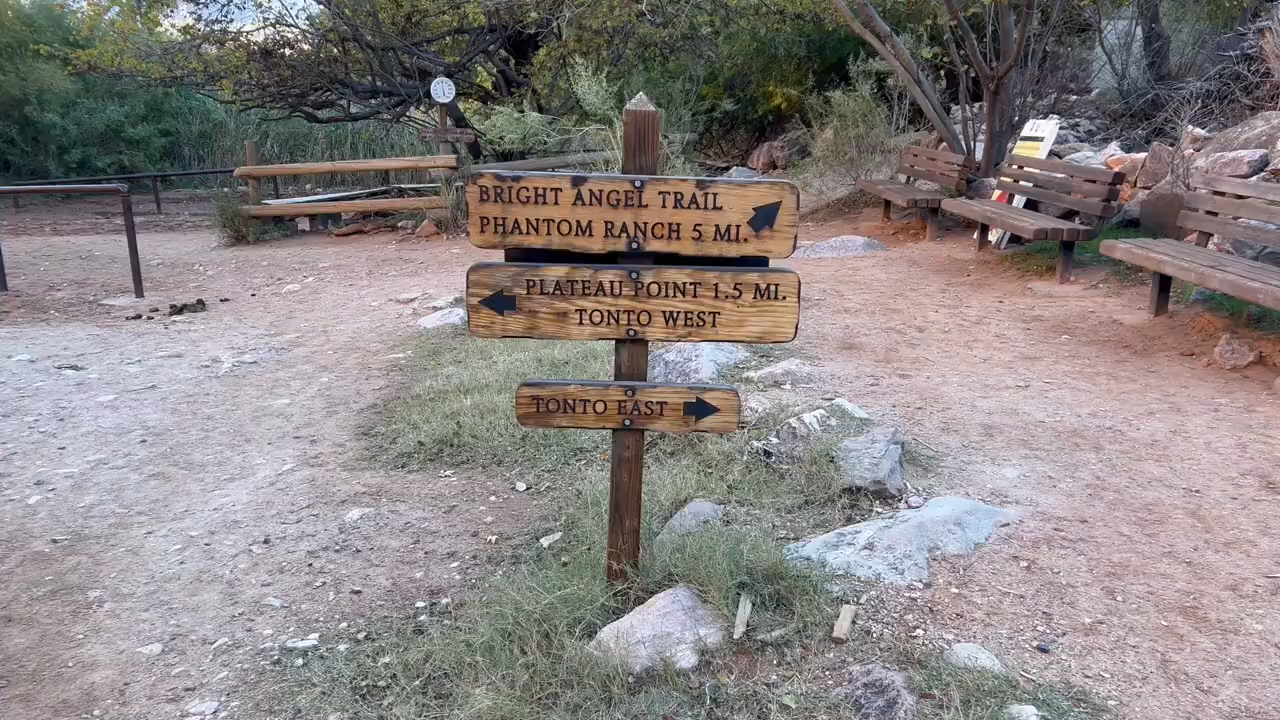 BRIGHT ANGEL TRAIL
PHANTOM RANCH 5 MI.
PLATEAU POINT 1.5 MI.
TONTO WEST
TONTO EAST